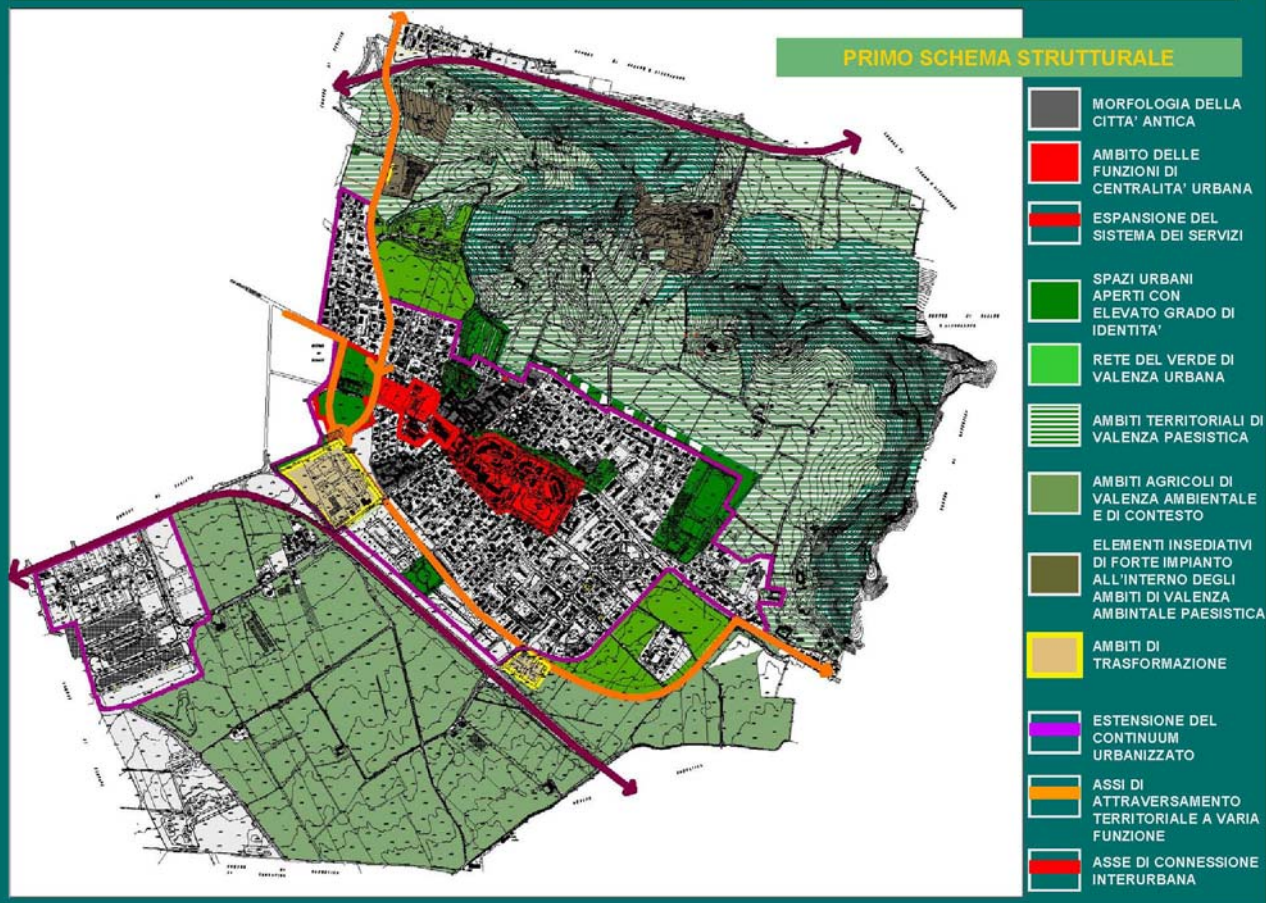 PRIMO SCHEMA STRUTTURALE
MORFOLOGIA DELLA
CITTA' ANTICA
AMBITO DELLE
FUNZIONI DI
CENTRALITA' URBANA
ESPANSIONE DEL
SISTEMA DEI SERVIZI
SPAZI URBANI
APERTI CON
ELEVATO GRADO DI
IDENTITA'
RETE DEL VERDE DI
VALENZA URBANA
AMBITI TERRITORIALI DI
VALENZA PAESISTICA
AMBITI AGRICOLI DI
VALENZA AMBIENTALE
E DI CONTESTO
ELEMENTI INSEDIATIVI
DI FORTE IMPIANTO
ALL'INTERNO DEGLI
AMBITI DI VALENZA
AMBINTALE PAESISTICA
AMBITI DI
TRASFORMAZIONE
ESTENSIONE DEL
CONTINUUM
URBANIZZATO
ASSI DI
ATTRAVERSAMENTO
TERRITORIALE A VARIA
FUNZIONE
ASSE DI CONNESSIONE
INTERURBANA